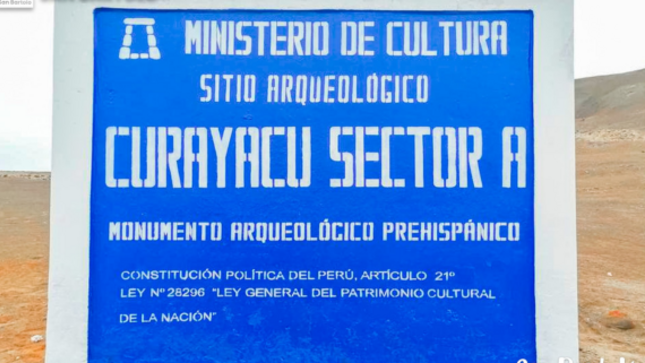 MINISTERIO DE CULTURA
SITIO ARQUEOLÓGICO
CURAYACU SECTOR A
MONUMENTO ARQUEOLÓGICO PREHISPÁNICO
CONSTITUCIÓN POLÍTICA DEL PERÚ, ARTÍCULO 21º
LEY Nº 28296 "LEY GENERAL DEL PATRIMONIO CULTURAL
DE LA NACIÓN"